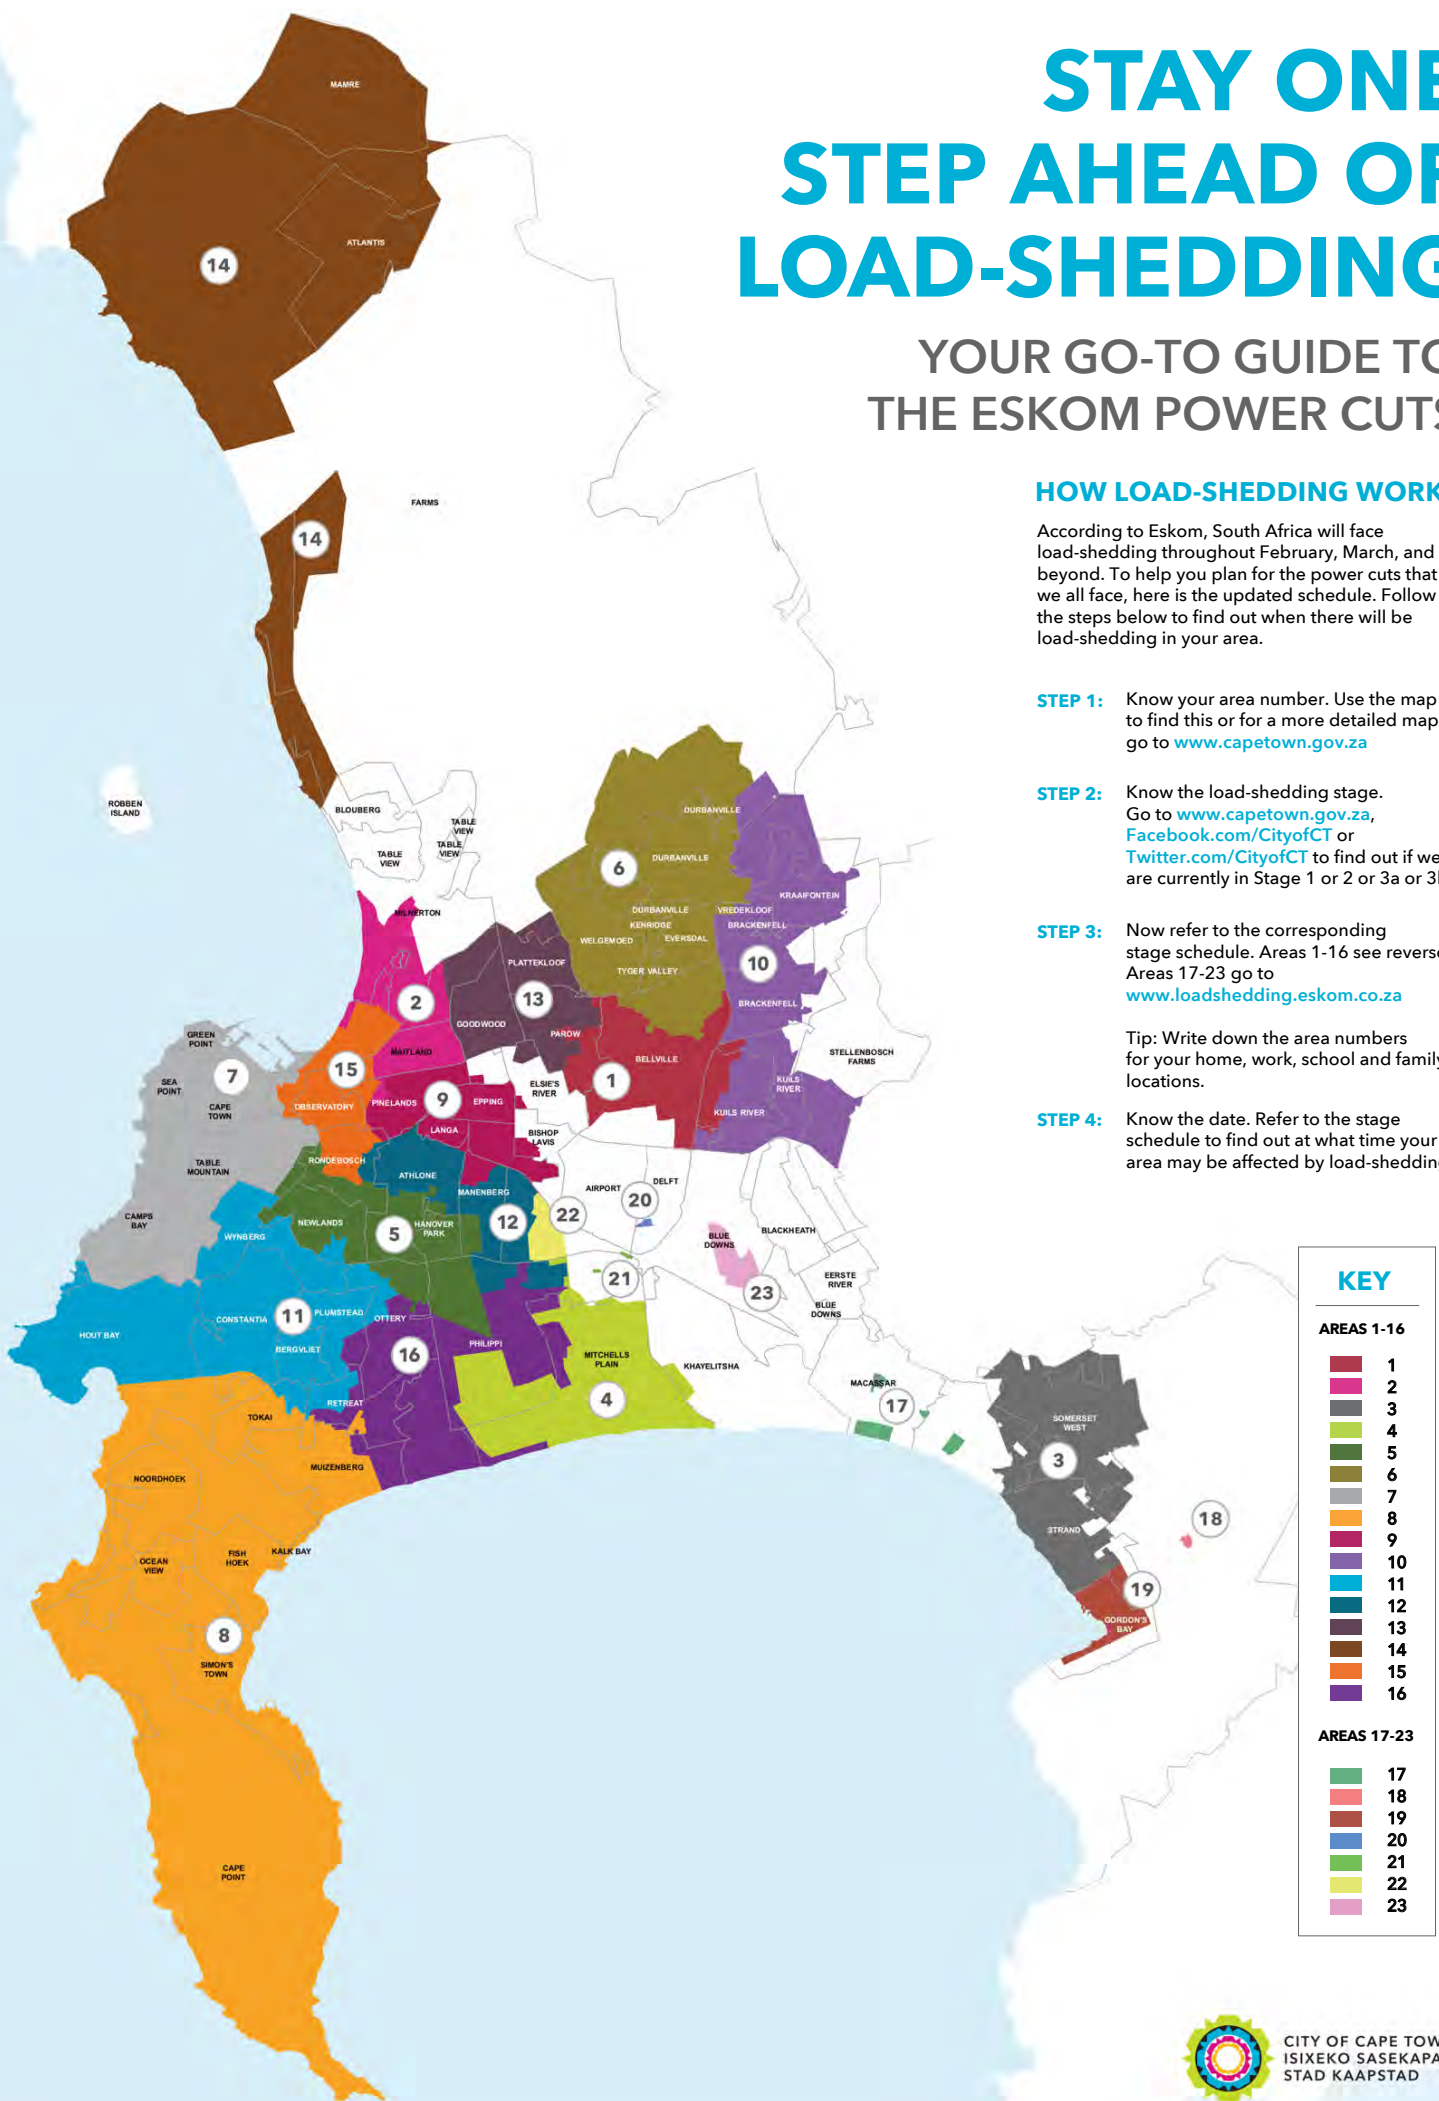 STAY ONE
STEP AHEAD OF
LOAD-SHEDDING
YOUR GO-TO GUIDE TO
THE ESKOM POWER CUTS
HOW LOAD-SHEDDING WORK
According to Eskom, South Africa will face
load-shedding throughout February, March, and
beyond. To help you plan for the power cuts that
we all face, here is the updated schedule. Follow
the steps below to find out when there will be
load-shedding in your area.
STEP 1: Know your area number. Use the map
to find this or for a more detailed map
go to www.capetown.gov.za
STEP 2: Know the load-shedding stage.
Go to www.capetown.gov.za,
Facebook.com/CityofCT or
Twitter.com/CityofCT to find out if we
are currently in Stage 1 or 2 or 3a or 3b
STEP 3: Now refer to the corresponding
stage schedule. Areas 1-16 see reverse
Areas 17-23 go to
www.loadshedding.eskom.co.za
Tip: Write down the area numbers
for your home, work, school and family
locations.
STEP 4: Know the date. Refer to the stage
schedule to find out at what time your
area may be affected by load-shedding
MAMRE
ATLANTIS
14
FARMS
14
ROBBEN
ISLAND
BLOUBERG
TABLE
VIEW
TABLE
VIEW
TABLE
VIEW
MILNERTON
2
MAITLAND
DURBANVILLE
DURBANVILLE
6
DURBANVILLE
KENRIDGE
EVERSDAL
WELGEMOED
TYGER VALLEY
KRAAIFONTEIN
VREDEKLOOF
BRACKENFELL
10
BRACKENFELL
KUILS
RIVER
KUILS RIVER
STELLENBOSCH
FARMS
PLATTEKLOOF
13
GOODWOOD
PAROW
BELLVILLE
1
ELSIE'S
RIVER
BISHOP
LAVIS
GREEN
POINT
7
SEA
POINT
CAPE
TOWN
TABLE
MOUNTAIN
CAMPS
BAY
15
OBSERVATORY
PINELANDS
9
EPPING
LANGA
RONDEBOSCH
ATHLONE
MANENBERG
12
22
AIRPORT
20
DELFT
NEWLANDS
5
HANOVER
PARK
WYNBERG
BLUE
DOWNS
BLACKHEATH
21
23
EERSTE
RIVER
BLUE
DOWNS
HOUT BAY
CONSTANTIA
11
PLUMSTEAD
BERGVLIET
OTTERY
16
PHILIPPI
MITCHELLS
PLAIN
4
KHAYELITSHA
MACASSAR
17
RETREAT
TOKAI
MUIZENBERG
NOORDHOEK
OCEAN
VIEW
FISH
HOEK
KALK BAY
8
SIMON'S
TOWN
CAPE
POINT
SOMERSET
WEST
3
STRAND
18
19
GORDON'S
BAY
KEY
AREAS 1-16
1
2
3
4
5
6
7
8
9
10
11
12
13
14
15
16
AREAS 17-23
17
18
19
20
21
22
23
CITY OF CAPE TOW
ISIXEKO SASEKAPA
STAD KAAPSTAD